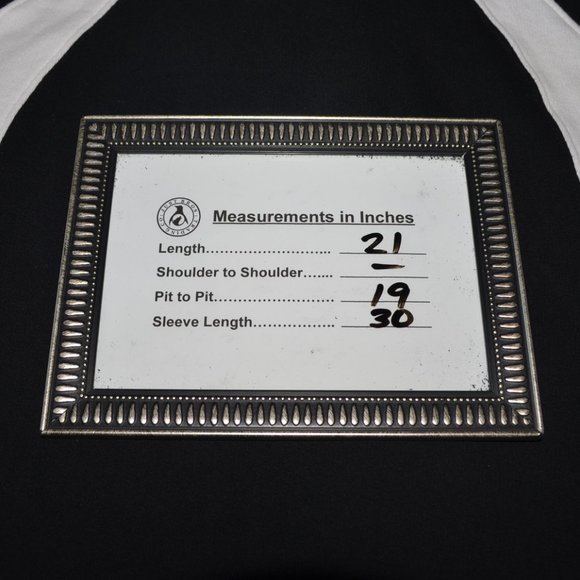 Measurements in Inches
Length........................ 21
Shoulder to Shoulder....... —
Pit to Pit........................ 19
Sleeve Length................ 30